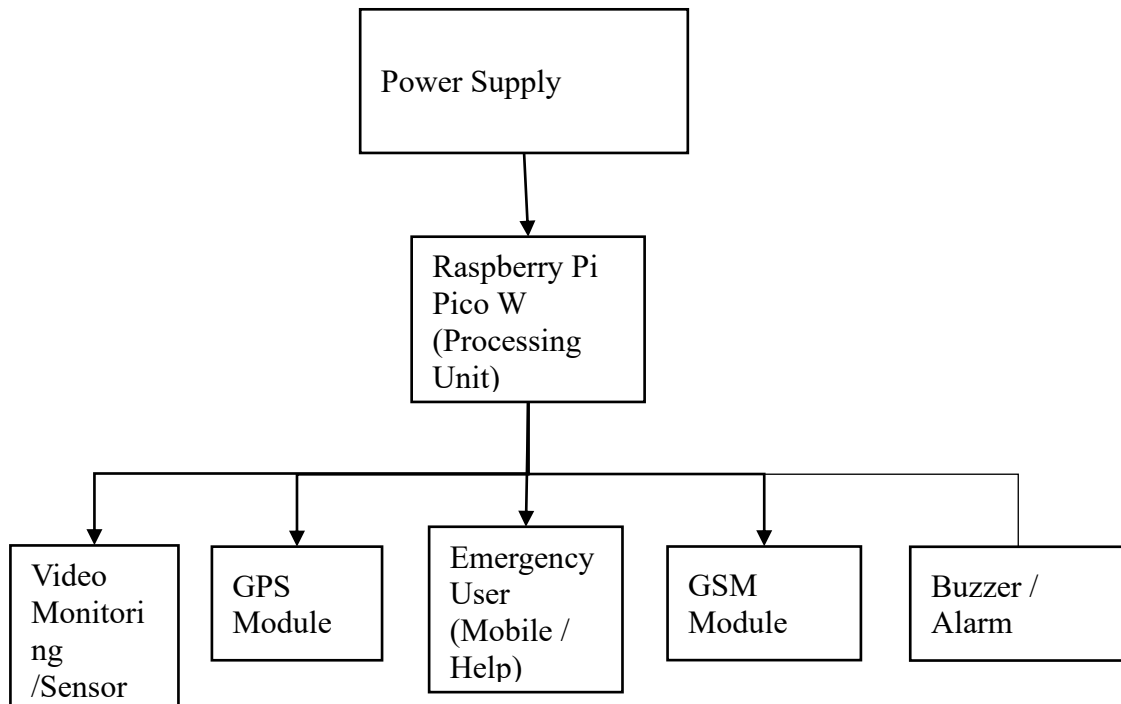 Power Supply
Raspberry Pi
Pico W
(Processing
Unit)
Video
Monitori
ng
/Sensor
GPS
Module
Emergency
User
(Mobile /
Help)
GSM
Module
Buzzer /
Alarm